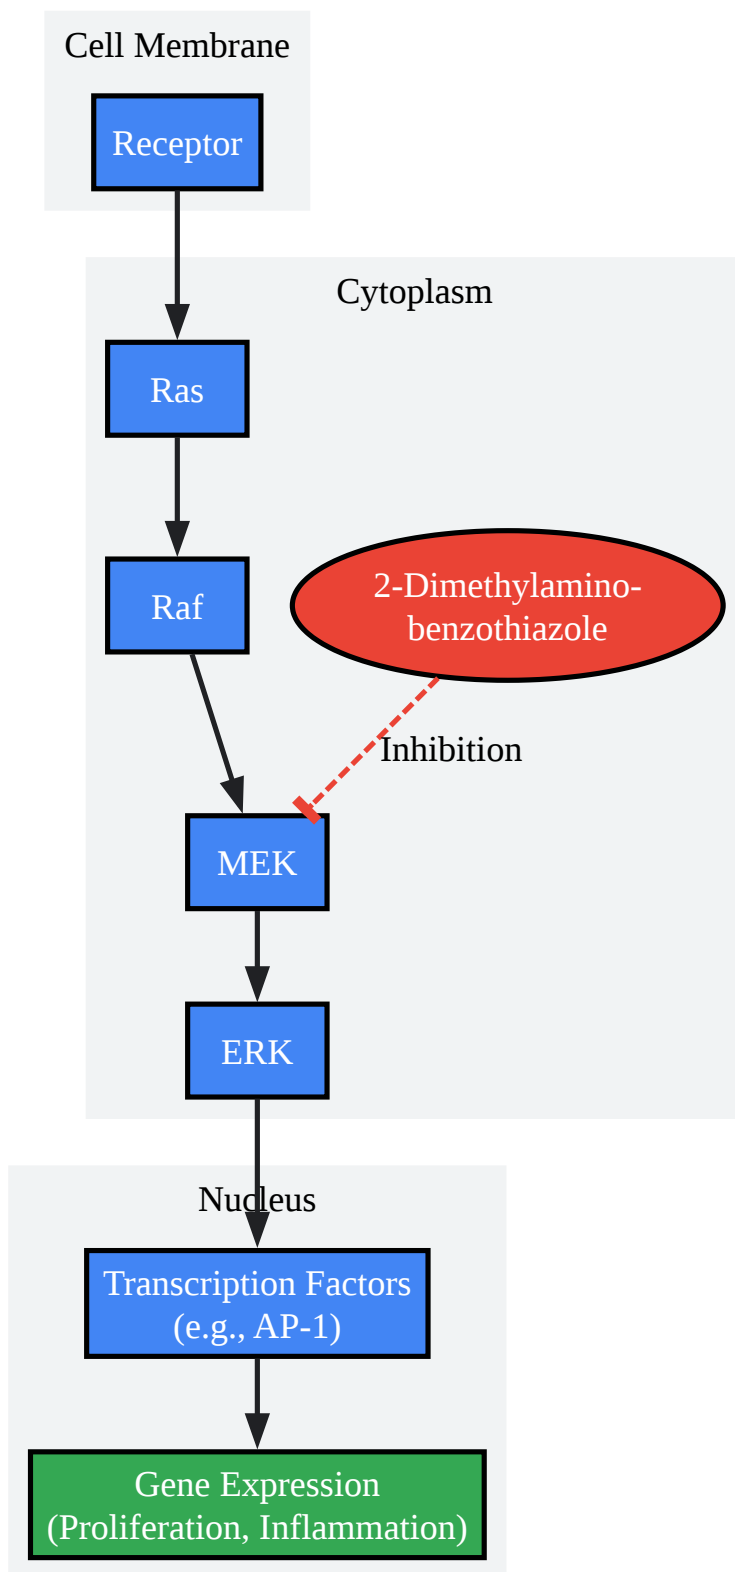 Cell Membrane
Receptor
Cytoplasm
Ras
Raf
2-Dimethylamino-
benzothiazole
Inhibition
MEK
ERK
Nucleus
Transcription Factors
(e.g., AP-1)
Gene Expression
(Proliferation, Inflammation)